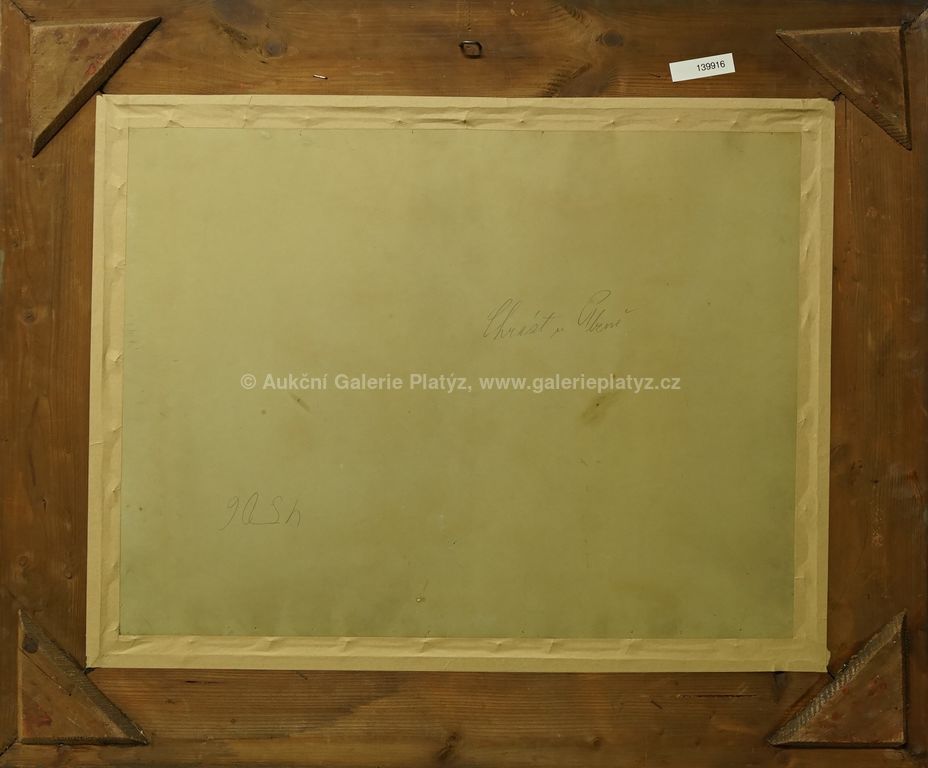 139916
Chrást u Plzně
© Aukční Galerie Platýz, www.galerieplatyz.cz